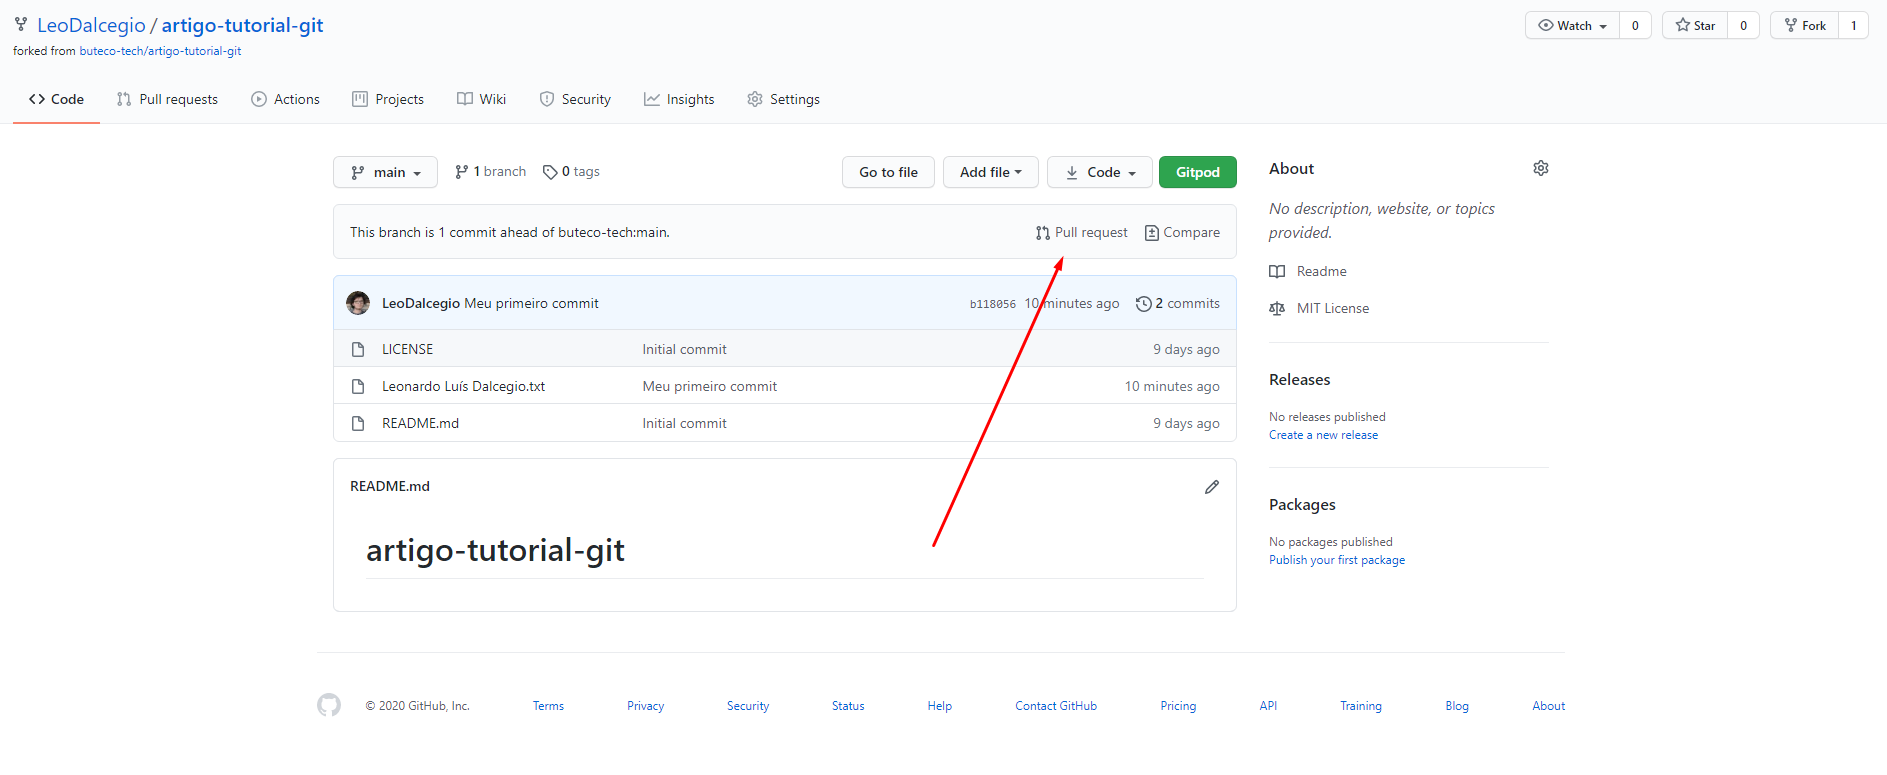 LeoDalcegio / artigo-tutorial-git
Watch 0 Star 0 Fork 1
forked from buteco-tech/artigo-tutorial-git
Code Pull requests Actions Projects Wiki Security Insights Settings
main 1 branch 0 tags Go to file Add file Code Gitpod
This branch is 1 commit ahead of buteco-tech:main. Pull request Compare
LeoDalcegio Meu primeiro commit b118056 10 minutes ago 2 commits
LICENSE Initial commit 9 days ago
Leonardo Luís Dalcegio.txt Meu primeiro commit 10 minutes ago
README.md Initial commit 9 days ago
README.md
artigo-tutorial-git
About
No description, website, or topics
provided.
Readme
MIT License
Releases
No releases published
Create a new release
Packages
No packages published
Publish your first package
© 2020 GitHub, Inc. Terms Privacy Security Status Help Contact GitHub Pricing API Training Blog About